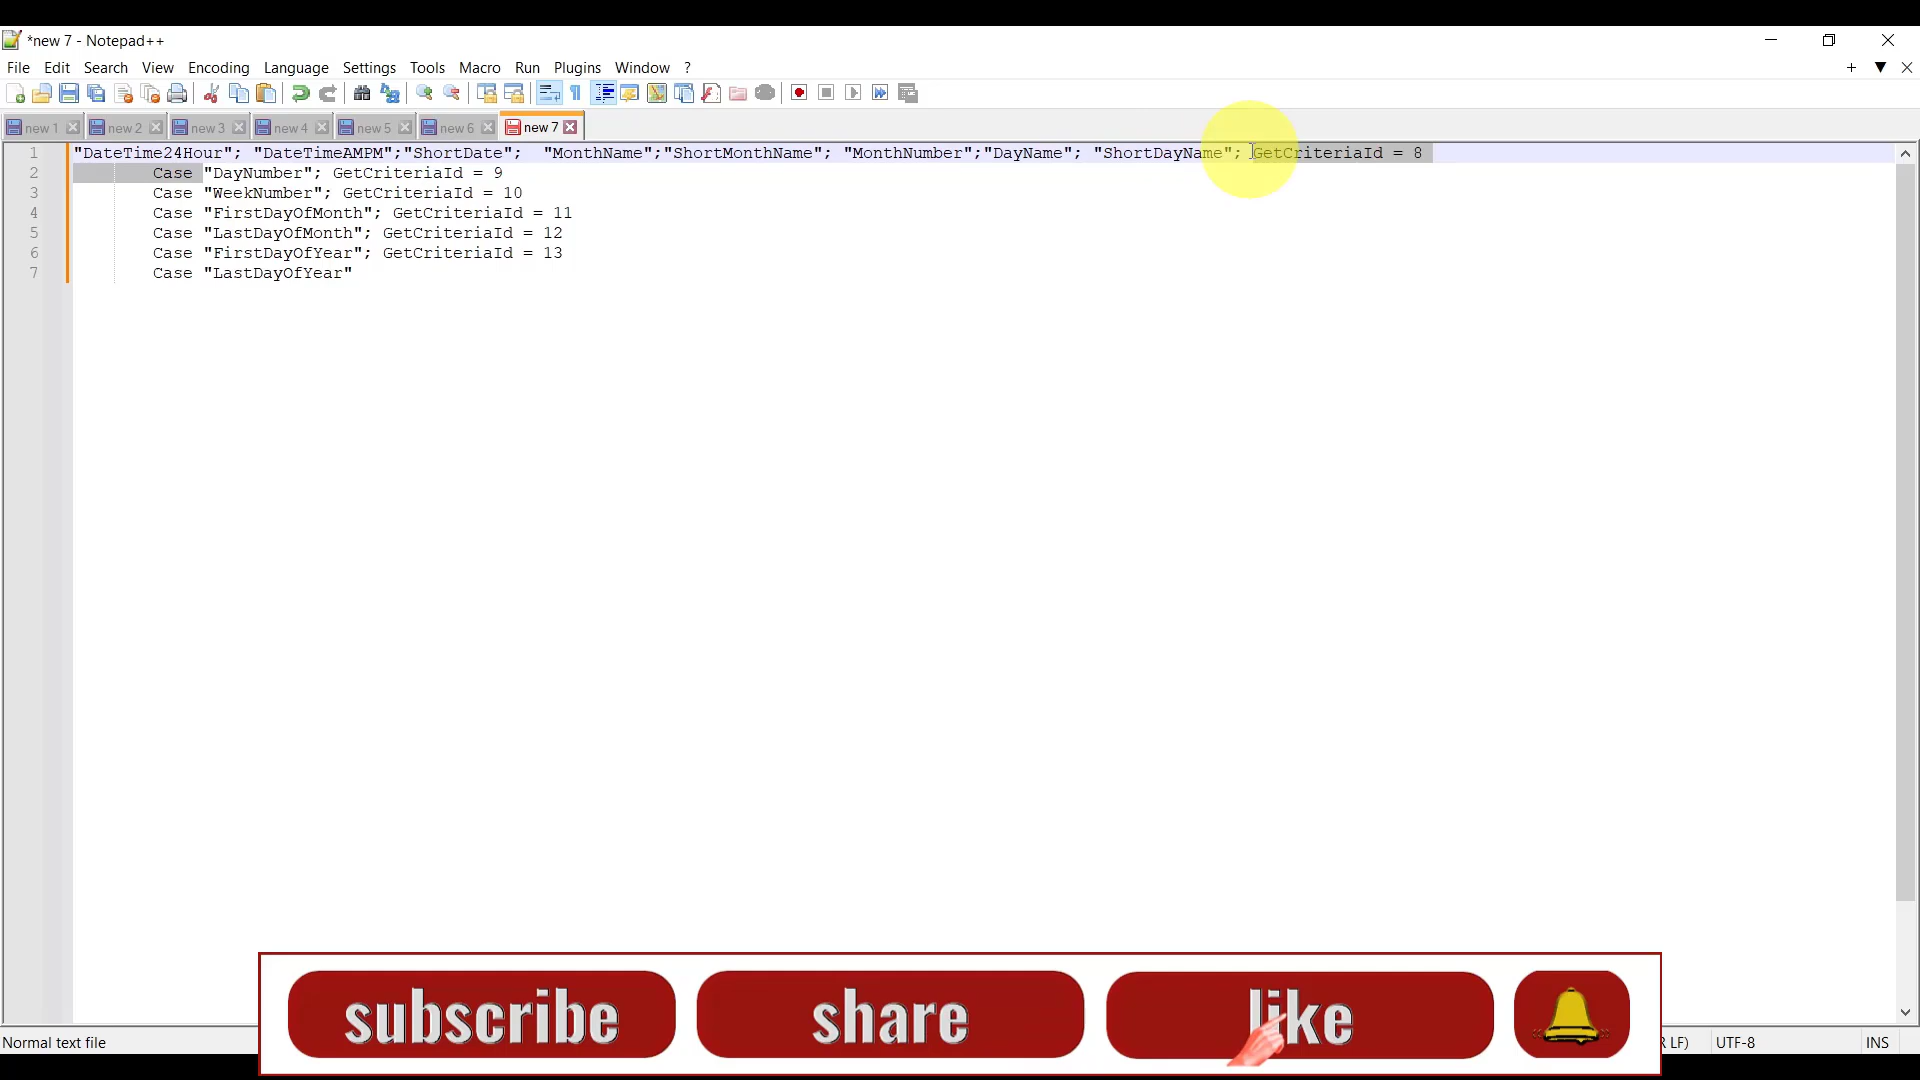 *new 7 - Notepad++
File Edit Search View Encoding Language Settings Tools Macro Run Plugins Window ?
new 1 new 2 new 3 new 4 new 5 new 6 new 7
1 "DateTime24Hour"; "DateTimeAMPM";"ShortDate";  "MonthName";"ShortMonthName"; "MonthNumber";"DayName"; "ShortDayName"; GetCriteriaId = 8
2 Case "DayNumber"; GetCriteriaId = 9
3 Case "WeekNumber"; GetCriteriaId = 10
4 Case "FirstDayOfMonth"; GetCriteriaId = 11
5 Case "LastDayOfMonth"; GetCriteriaId = 12
6 Case "FirstDayOfYear"; GetCriteriaId = 13
7 Case "LastDayOfYear"
subscribe share like
Normal text file LF) UTF-8 INS